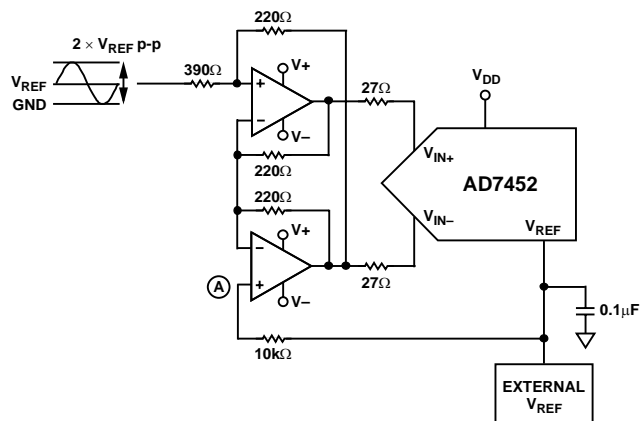 2 × VREF p-p
VREF
GND
390Ω
220Ω
V+
+
–
V–
220Ω
27Ω
VDD
VIN+
AD7452
VIN–
VREF
220Ω
V+
–
+
V–
A
27Ω
10kΩ
0.1µF
EXTERNAL
VREF